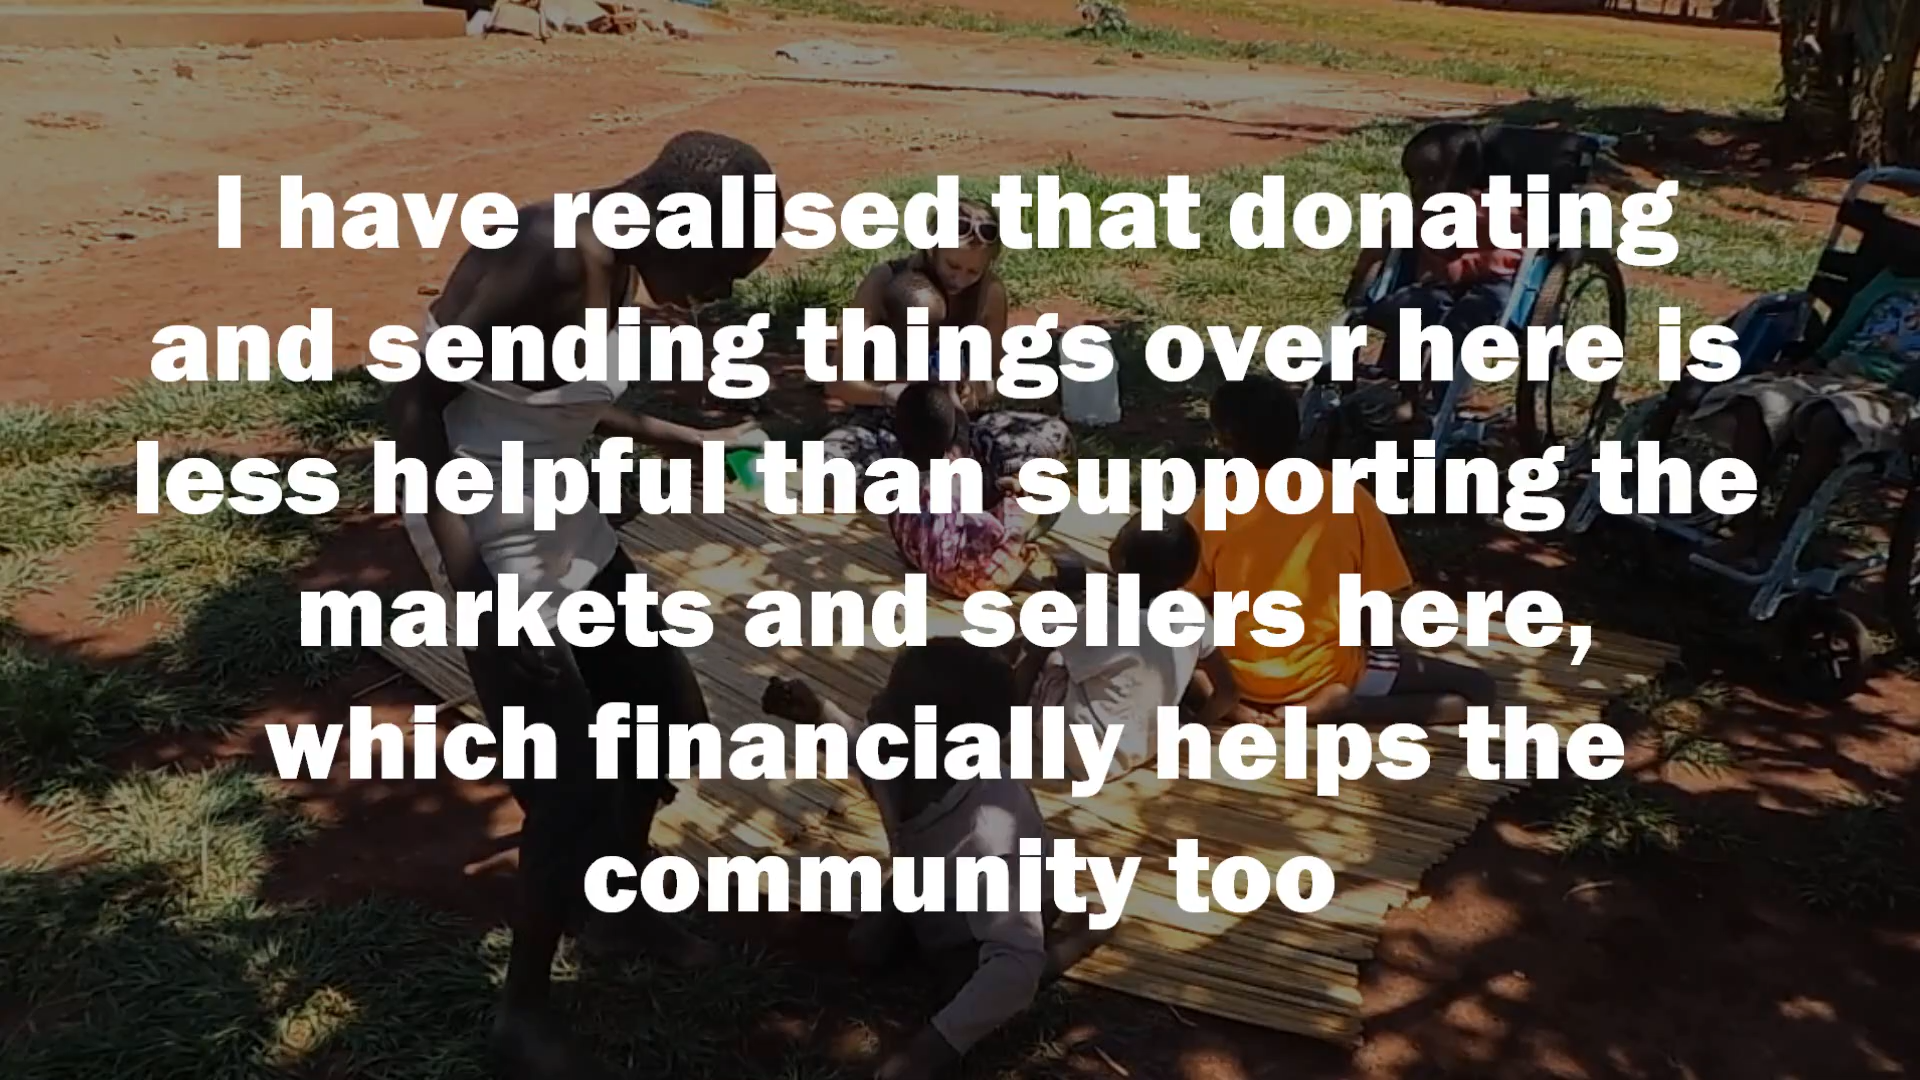 I have realised that donating
and sending things over here is
less helpful than supporting the
markets and sellers here,
which financially helps the
community too